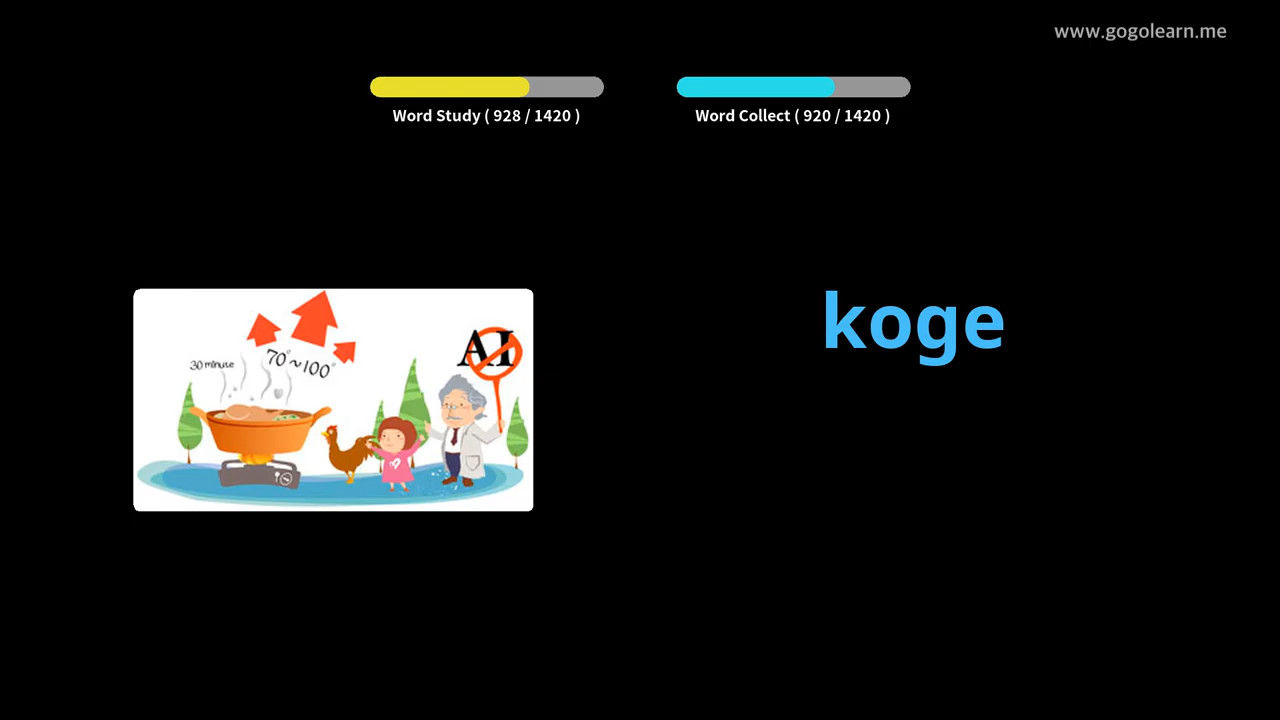 www.gogolearn.me
Word Study ( 928 / 1420 )
Word Collect ( 920 / 1420 )
koge
30 minute
70°~100°
AI